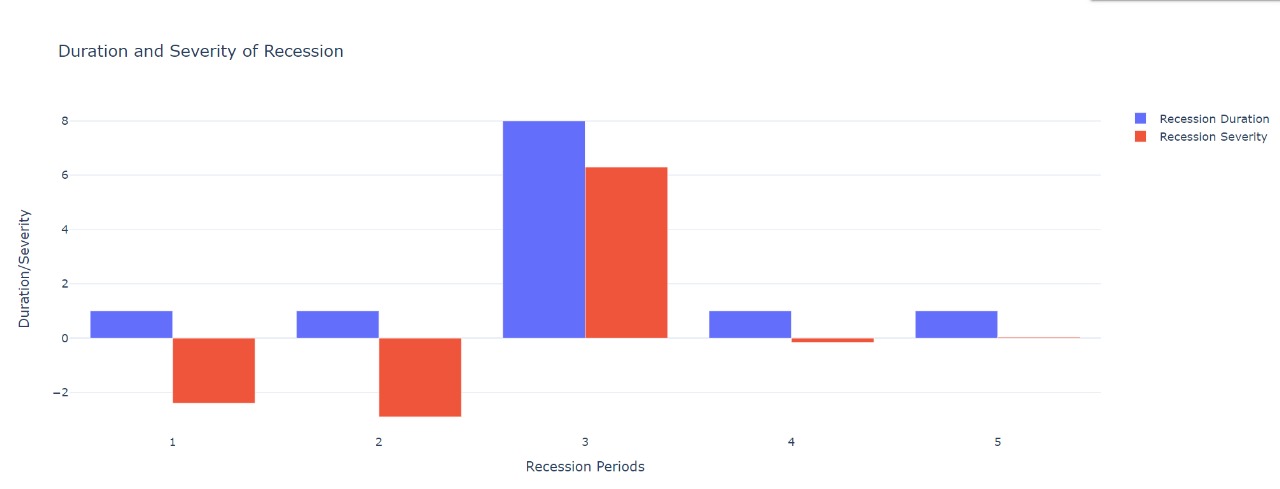 Duration and Severity of Recession
Recession Duration
Recession Severity
Duration/Severity
8
6
4
2
0
−2
1 2 3 4 5
Recession Periods